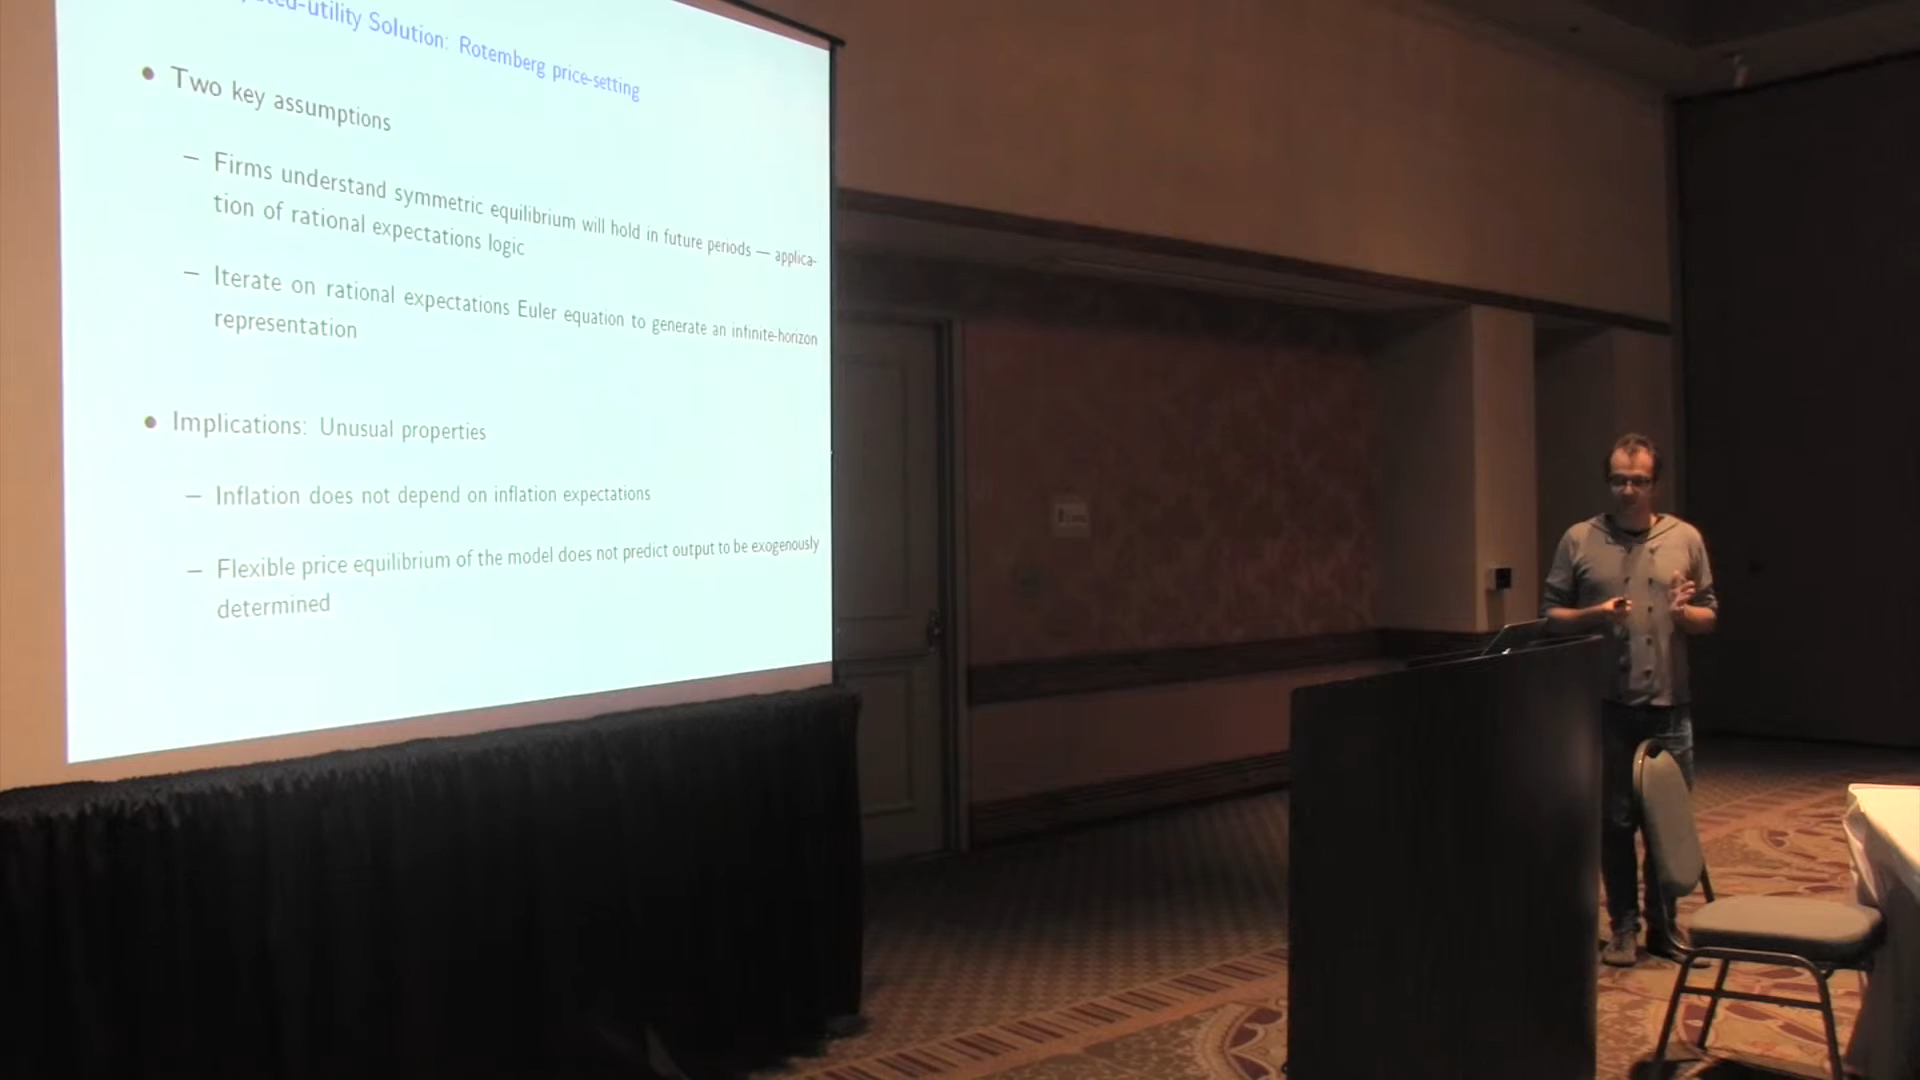 -utility Solution: Rotemberg price-setting
Two key assumptions
– Firms understand symmetric equilibrium will hold in future periods — applica-
tion of rational expectations logic
– Iterate on rational expectations Euler equation to generate an infinite-horizon
representation
Implications: Unusual properties
– Inflation does not depend on inflation expectations
– Flexible price equilibrium of the model does not predict output to be exogenously
determined